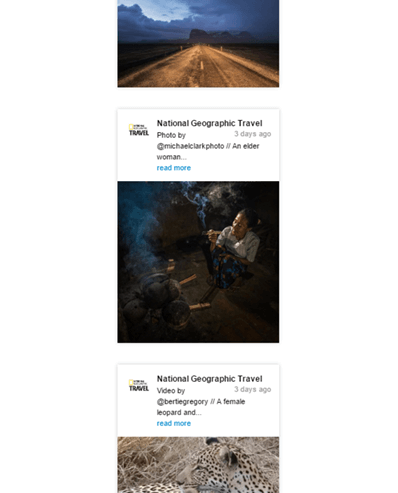 TRAVEL
National Geographic Travel
Photo by
3 days ago
@michaelclarkphoto // An elder
woman...
read more
TRAVEL
National Geographic Travel
Video by
3 days ago
@bertiegregory // A female
leopard and...
read more